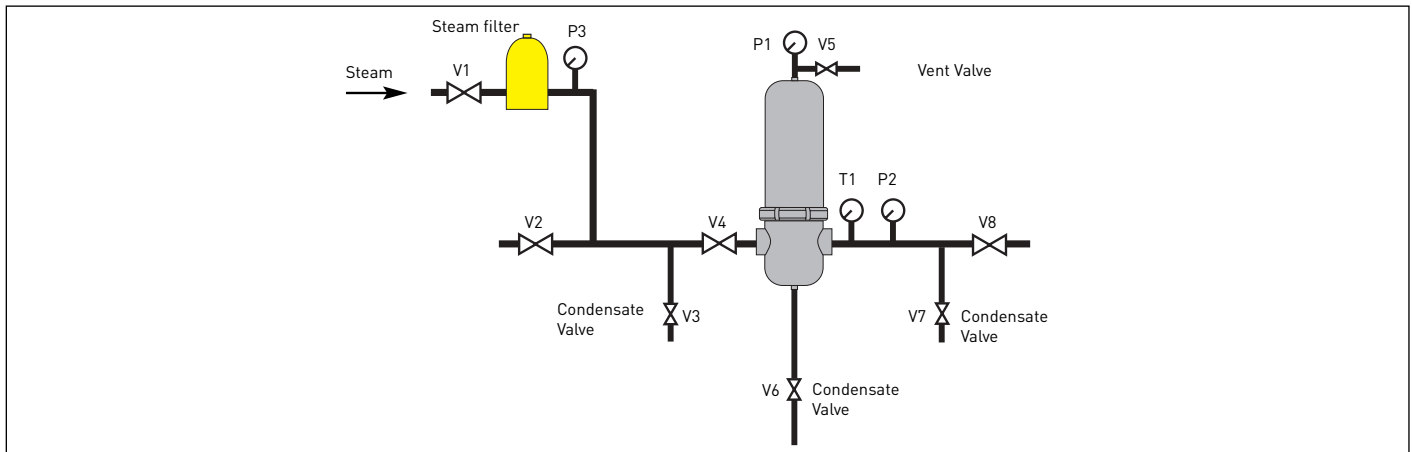 Steam filter
P3
P1
V5
Steam
V1
Vent Valve
T1
P2
V2
V4
V8
Condensate
Valve
V3
V7
Condensate
Valve
V6
Condensate
Valve